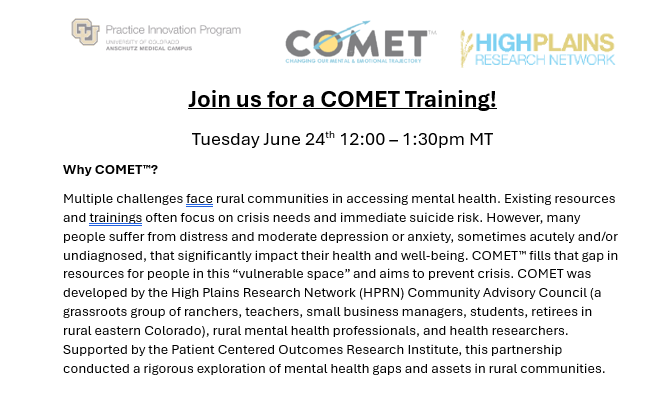 Practice Innovation Program
UNIVERSITY OF COLORADO
ANSCHUTZ MEDICAL CAMPUS
COMET™
CHANGING OUR MENTAL & EMOTIONAL TRAJECTORY
HIGHPLAINS
RESEARCH NETWORK
Join us for a COMET Training!
Tuesday June 24th 12:00 – 1:30pm MT
Why COMET™?
Multiple challenges face rural communities in accessing mental health. Existing resources
and trainings often focus on crisis needs and immediate suicide risk. However, many
people suffer from distress and moderate depression or anxiety, sometimes acutely and/or
undiagnosed, that significantly impact their health and well-being. COMET™ fills that gap in
resources for people in this “vulnerable space” and aims to prevent crisis. COMET was
developed by the High Plains Research Network (HPRN) Community Advisory Council (a
grassroots group of ranchers, teachers, small business managers, students, retirees in
rural eastern Colorado), rural mental health professionals, and health researchers.
Supported by the Patient Centered Outcomes Research Institute, this partnership
conducted a rigorous exploration of mental health gaps and assets in rural communities.